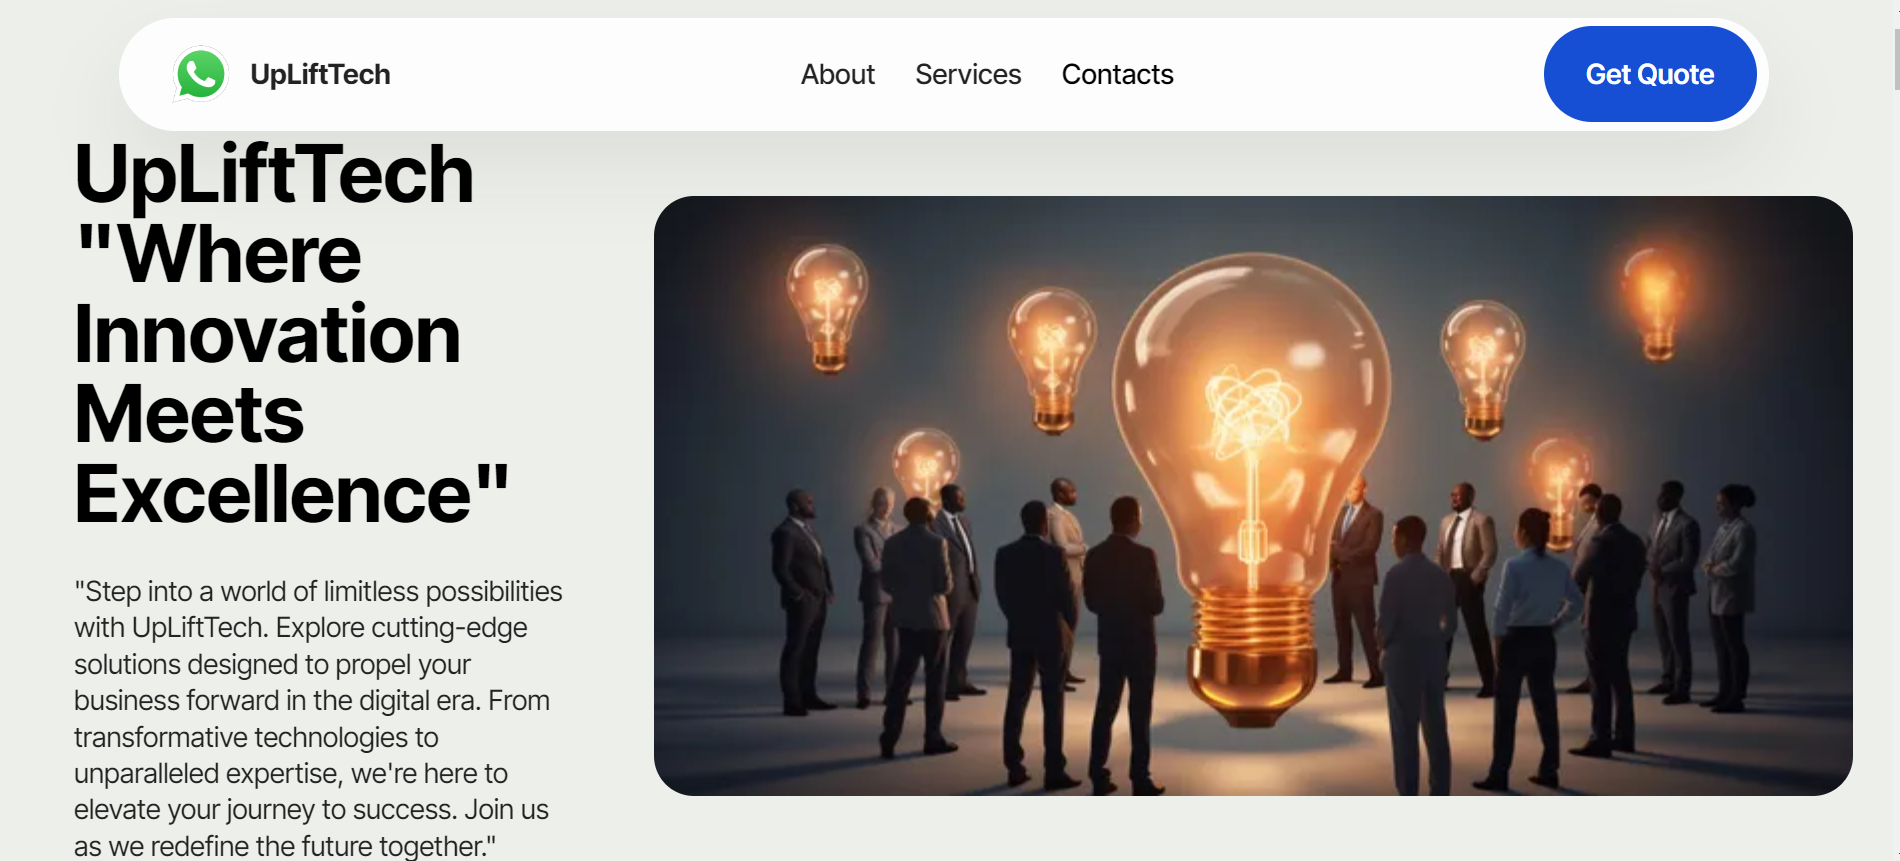 UpLiftTech
About
Services
Contacts
Get Quote
UpLiftTech
"Where
Innovation
Meets
Excellence"
"Step into a world of limitless possibilities
with UpLiftTech. Explore cutting-edge
solutions designed to propel your
business forward in the digital era. From
transformative technologies to
unparalleled expertise, we're here to
elevate your journey to success. Join us
as we redefine the future together."